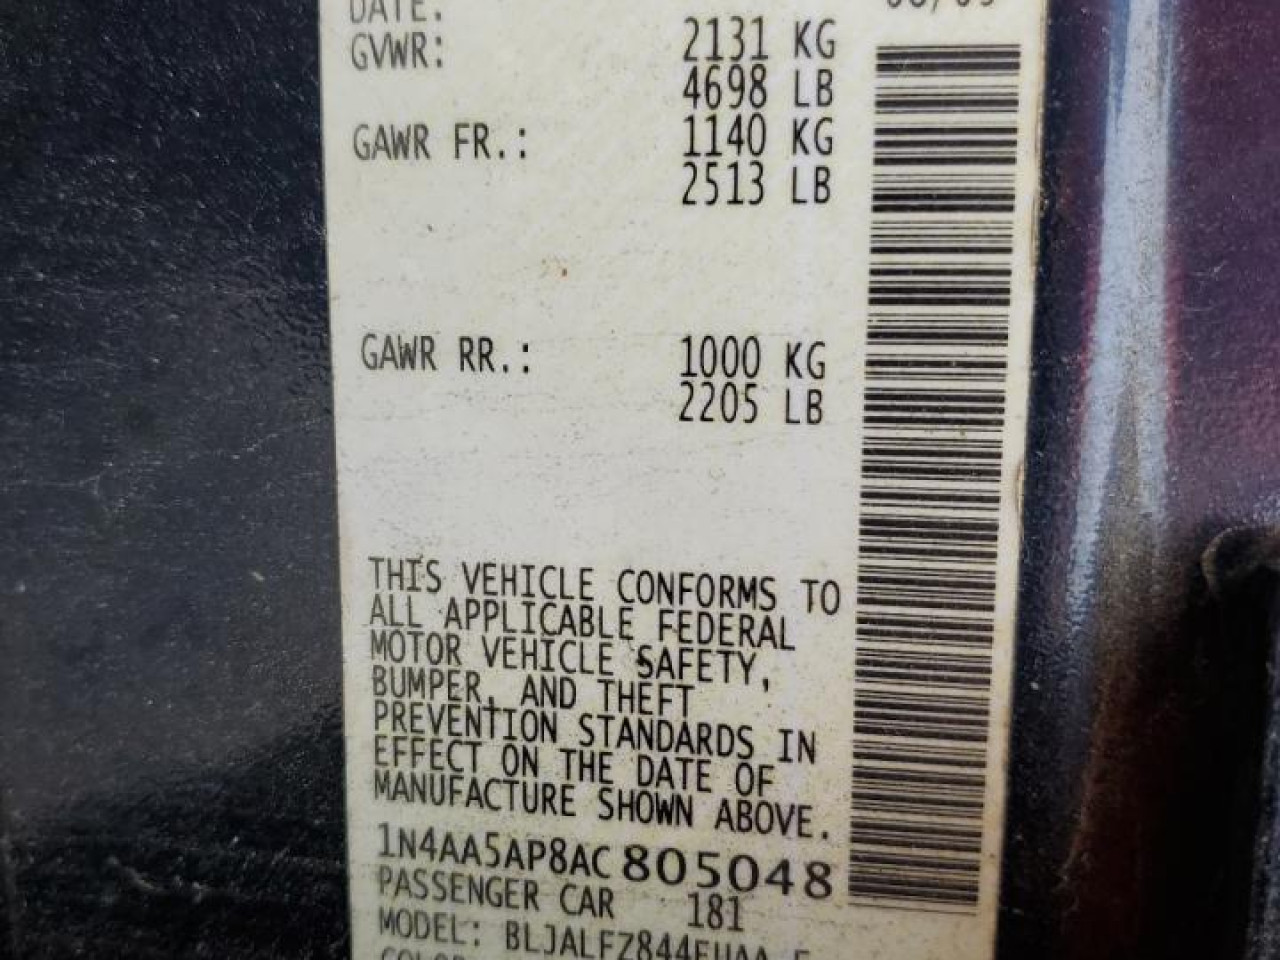 DATE:
GVWR: 2131 KG
4698 LB
GAWR FR.: 1140 KG
2513 LB
GAWR RR.: 1000 KG
2205 LB
THIS VEHICLE CONFORMS TO
ALL APPLICABLE FEDERAL
MOTOR VEHICLE SAFETY,
BUMPER, AND THEFT
PREVENTION STANDARDS IN
EFFECT ON THE DATE OF
MANUFACTURE SHOWN ABOVE.
1N4AA5AP8AC805048
PASSENGER CAR 181
MODEL: